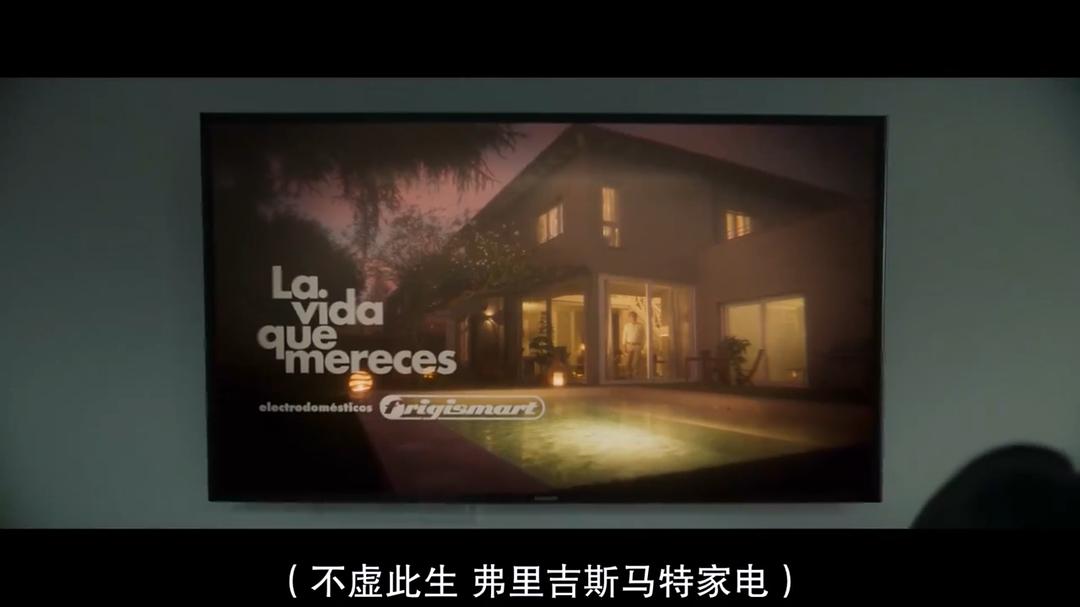 La.
vida
que
mereces
electrodomésticos frigismart
（不虚此生 弗里吉斯马特家电）